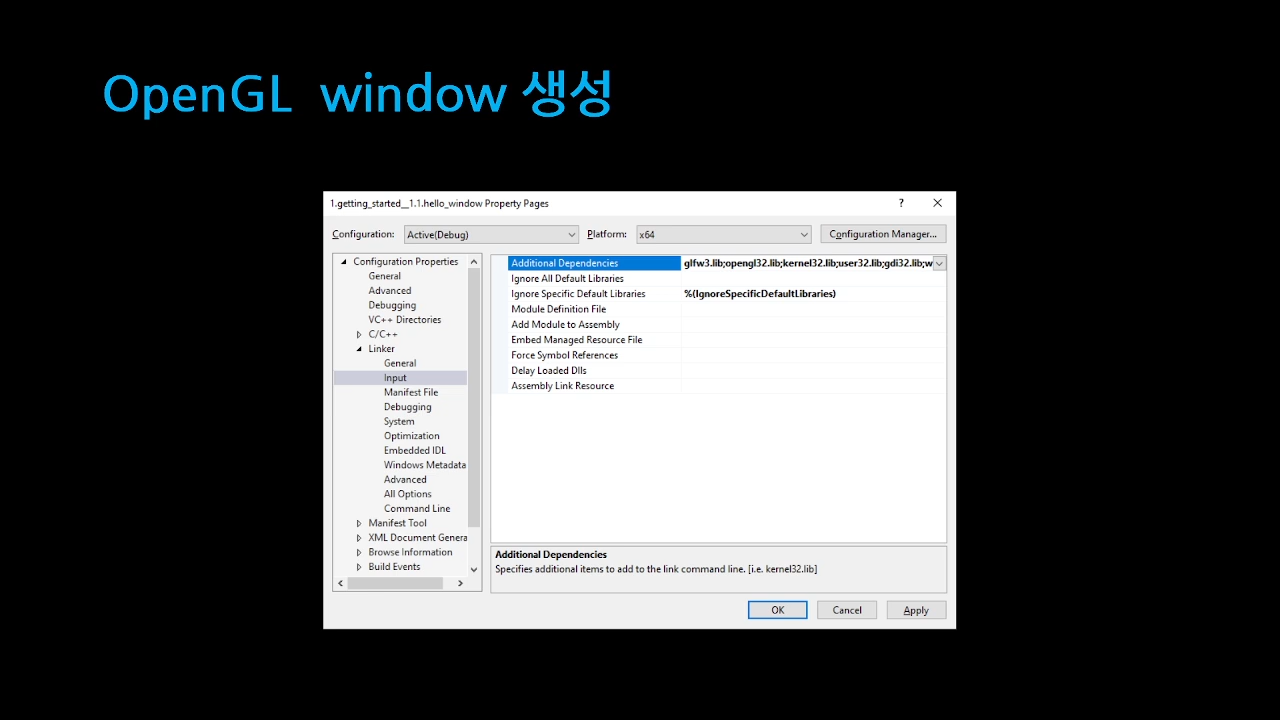 OpenGL window 생성
1.getting_started__1.1.hello_window Property Pages
?
Configuration: Active(Debug) Platform: x64 Configuration Manager...
Configuration Properties
General
Advanced
Debugging
VC++ Directories
C/C++
Linker
General
Input
Manifest File
Debugging
System
Optimization
Embedded IDL
Windows Metadata
Advanced
All Options
Command Line
Manifest Tool
XML Document Genera
Browse Information
Build Events
Additional Dependencies glfw3.lib;opengl32.lib;kernel32.lib;user32.lib;gdi32.lib;w
Ignore All Default Libraries
Ignore Specific Default Libraries %(IgnoreSpecificDefaultLibraries)
Module Definition File
Add Module to Assembly
Embed Managed Resource File
Force Symbol References
Delay Loaded Dlls
Assembly Link Resource
Additional Dependencies
Specifies additional items to add to the link command line. [i.e. kernel32.lib]
OK Cancel Apply